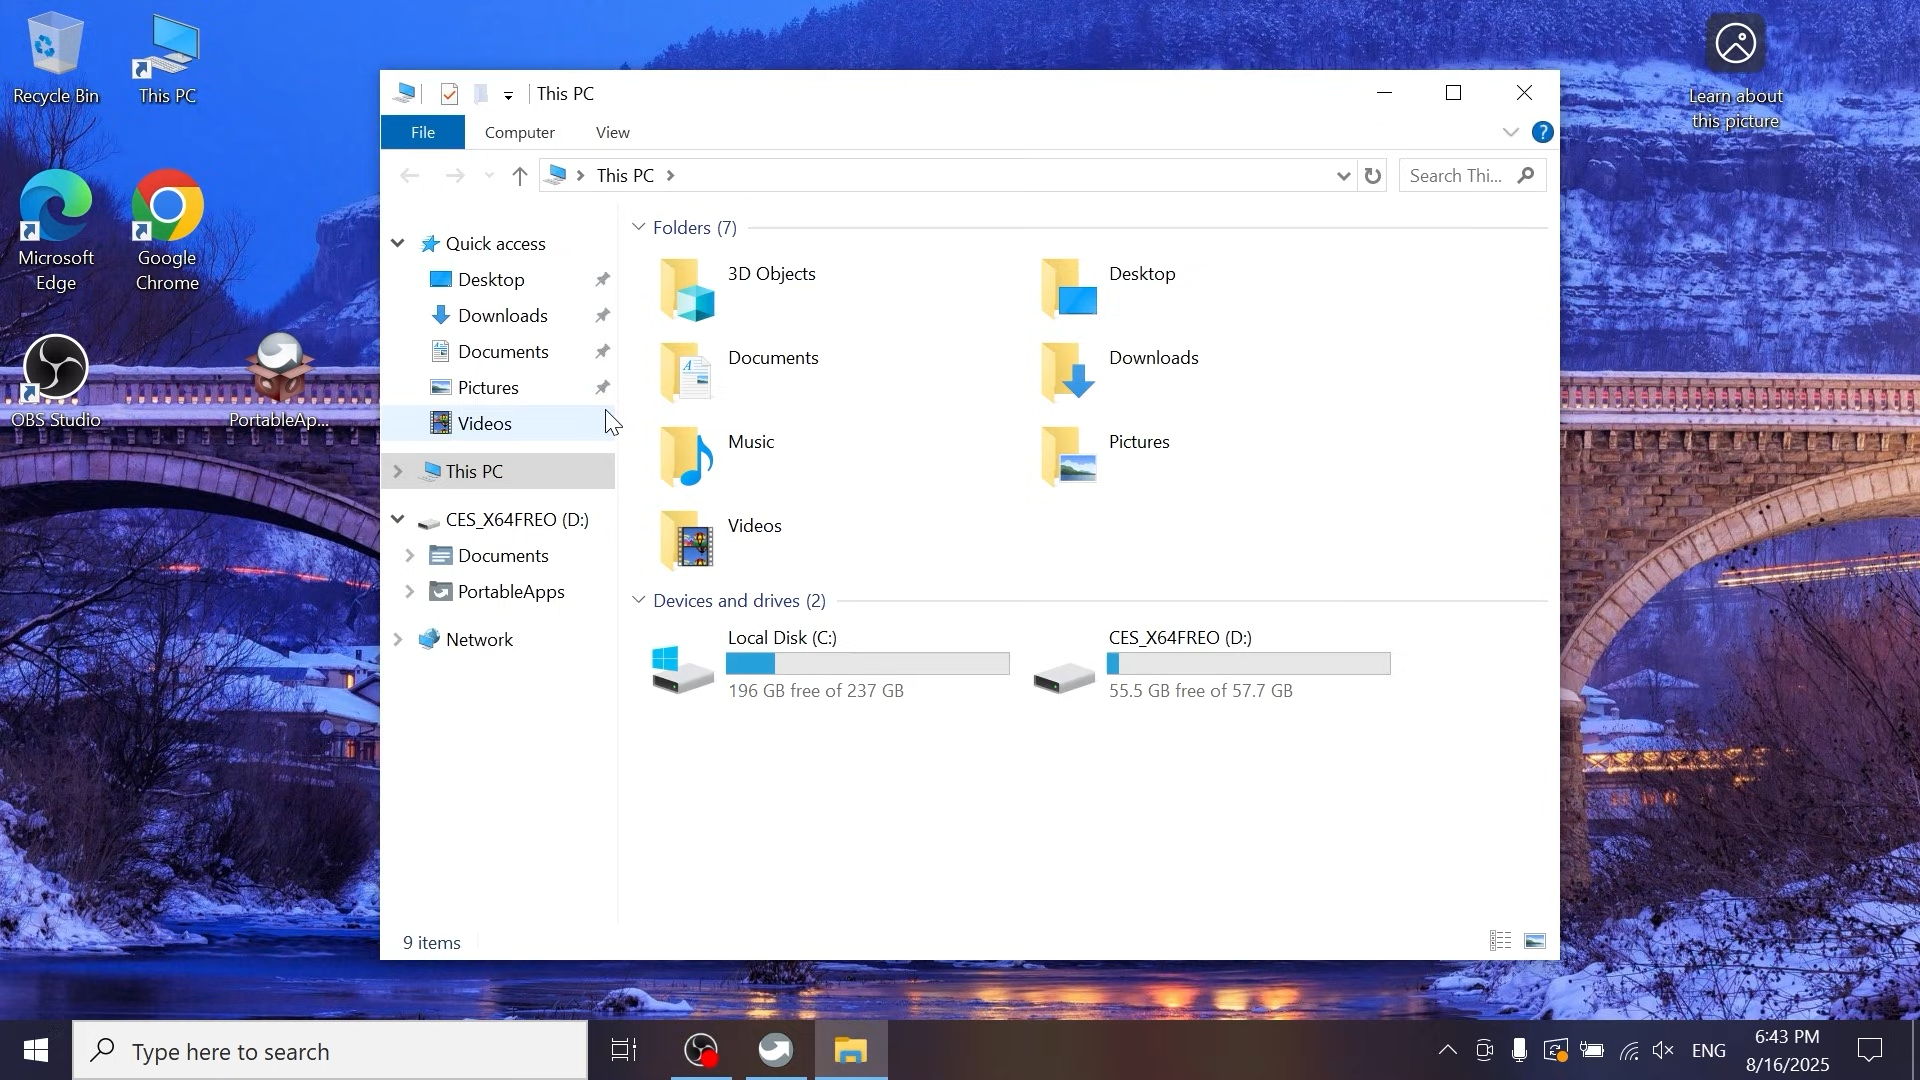 Recycle Bin
This PC
Microsoft
Edge
Google
Chrome
OBS Studio
PortableAp...
Learn about
this picture
This PC
File
Computer
View
?
This PC
Search Thi...
Quick access
Desktop
Downloads
Documents
Pictures
Videos
This PC
CES_X64FREO (D:)
Documents
PortableApps
Network
Folders (7)
3D Objects
Desktop
Documents
Downloads
Music
Pictures
Videos
Devices and drives (2)
Local Disk (C:)
196 GB free of 237 GB
CES_X64FREO (D:)
55.5 GB free of 57.7 GB
9 items
Type here to search
ENG
6:43 PM
8/16/2025